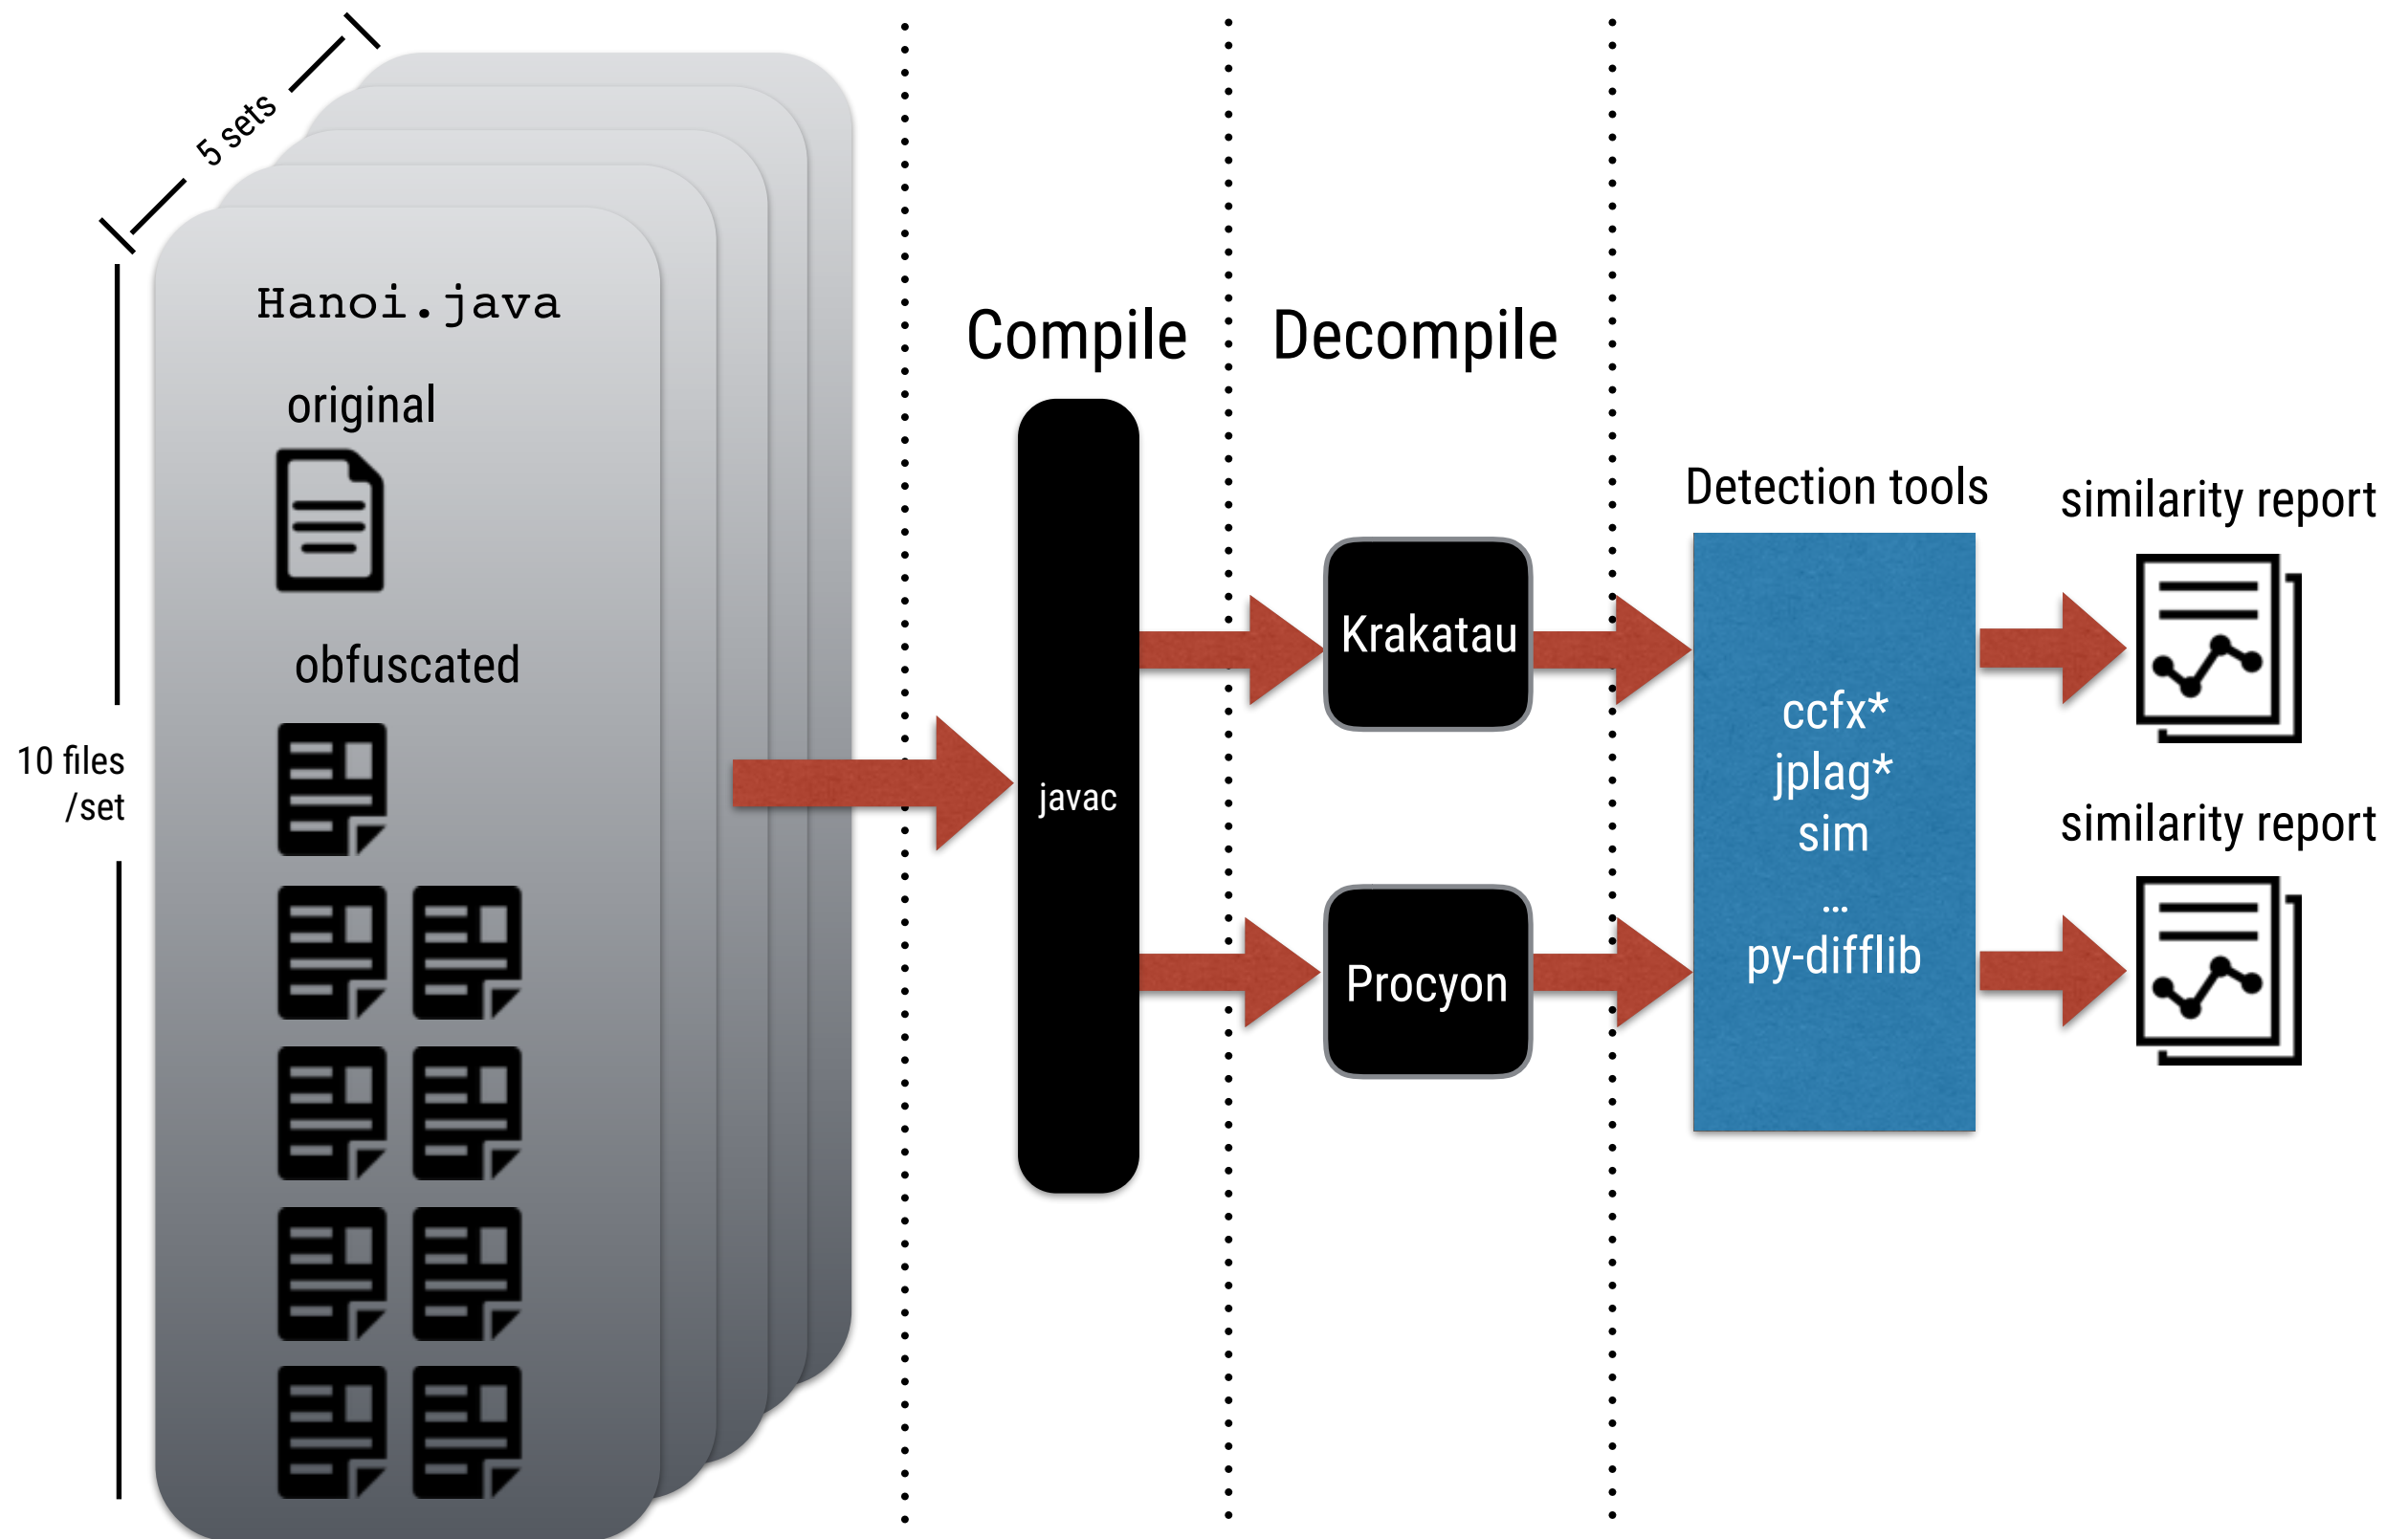 5 sets
10 files
/set
Hanoi.java
original
obfuscated
Compile
javac
Decompile
Krakatau
Procyon
Detection tools
ccfx*
jplag*
sim
...
py-difflib
similarity report
similarity report